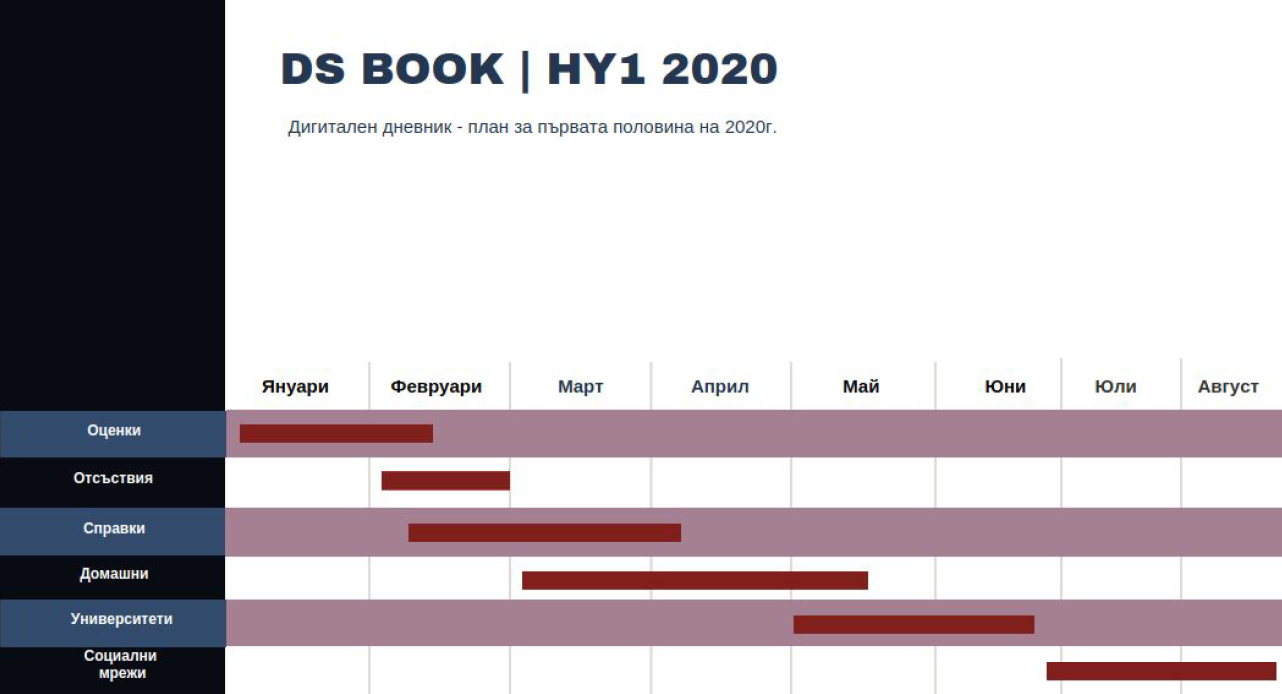 DS BOOK | HY1 2020
Дигитален дневник - план за първата половина на 2020г.
Януари Февруари Март Април Май Юни Юли Август
Оценки
Отсъствия
Справки
Домашни
Университети
Социални
мрежи